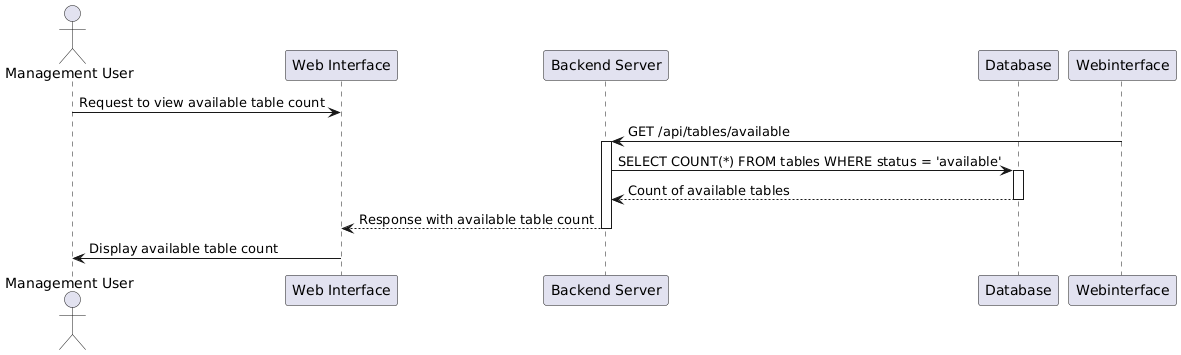 Management User
Web Interface
Backend Server
Database
Webinterface
Request to view available table count
GET /api/tables/available
SELECT COUNT(*) FROM tables WHERE status = 'available'
Count of available tables
Response with available table count
Display available table count
Management User
Web Interface
Backend Server
Database
Webinterface